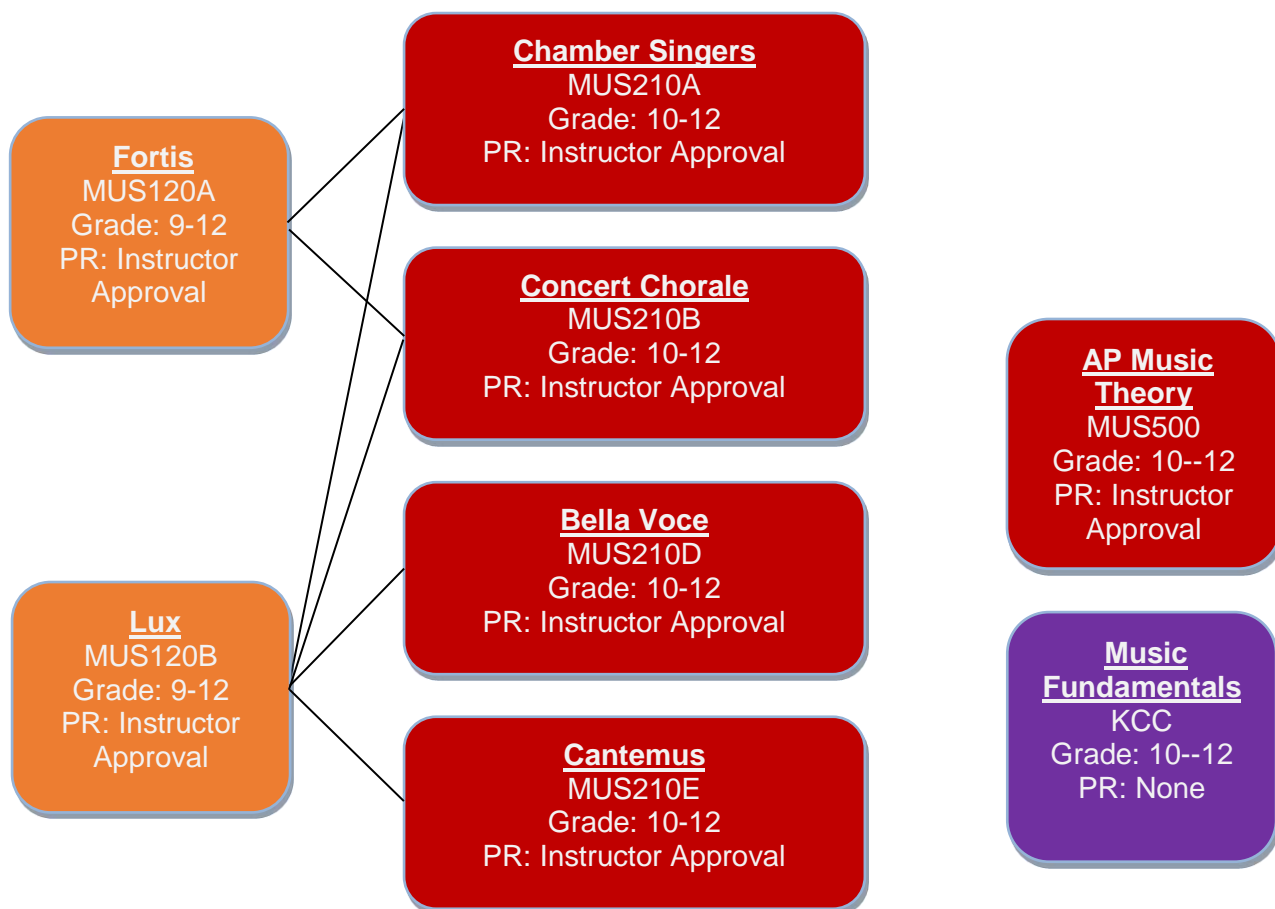 Fortis
MUS120A
Grade: 9-12
PR: Instructor
Approval
Lux
MUS120B
Grade: 9-12
PR: Instructor
Approval
Chamber Singers
MUS210A
Grade: 10-12
PR: Instructor Approval
Concert Chorale
MUS210B
Grade: 10-12
PR: Instructor Approval
Bella Voce
MUS210D
Grade: 10-12
PR: Instructor Approval
Cantemus
MUS210E
Grade: 10-12
PR: Instructor Approval
AP Music
Theory
MUS500
Grade: 10--12
PR: Instructor
Approval
Music
Fundamentals
KCC
Grade: 10--12
PR: None